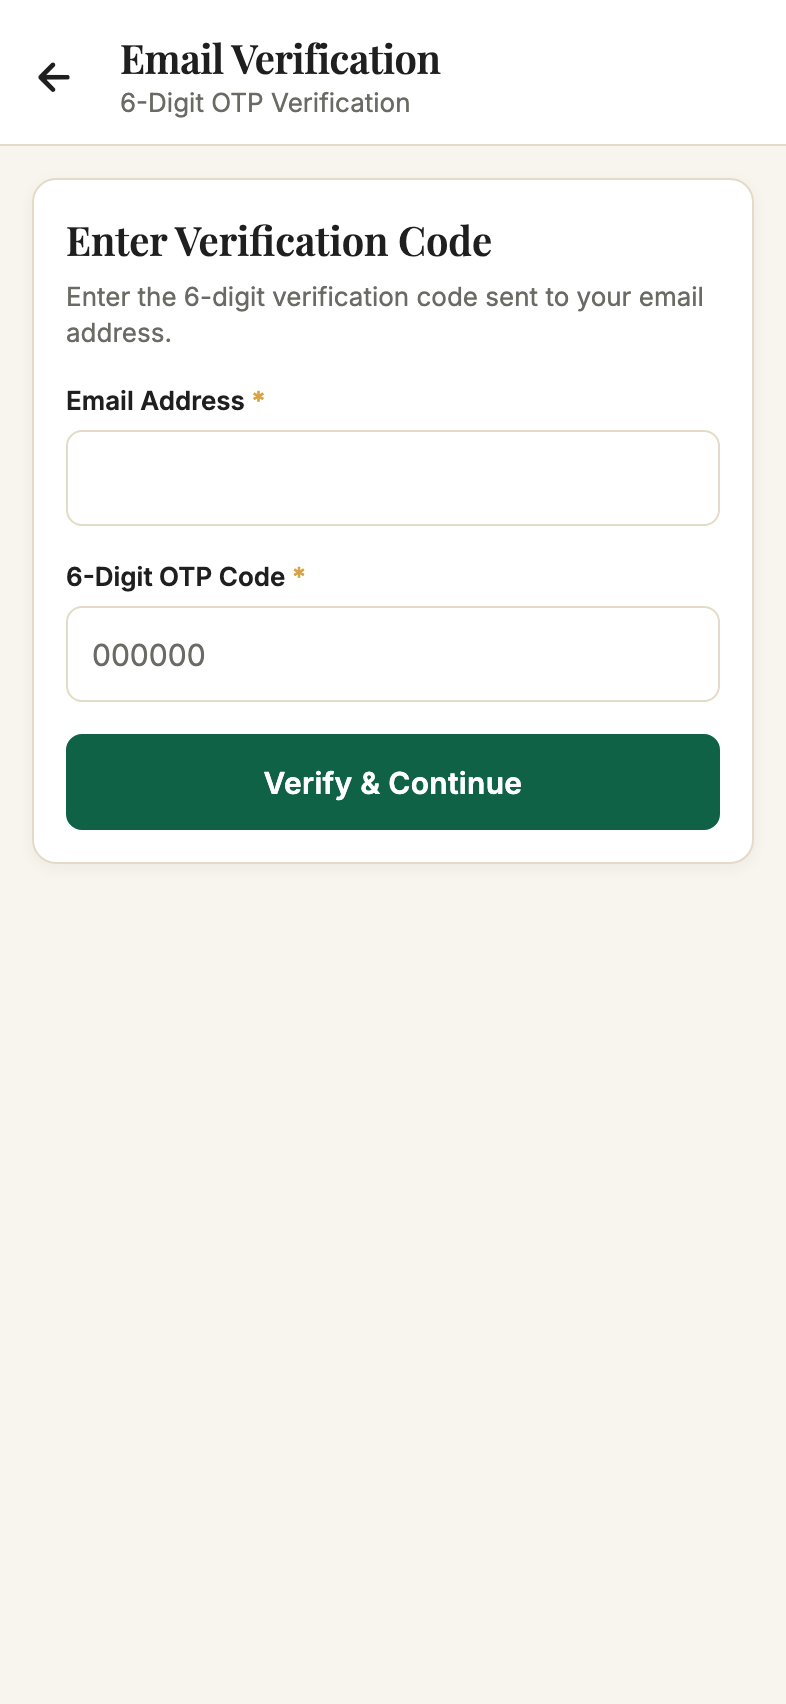 Email Verification
6-Digit OTP Verification
Enter Verification Code
Enter the 6-digit verification code sent to your email
address.
Email Address *
6-Digit OTP Code *
000000
Verify & Continue